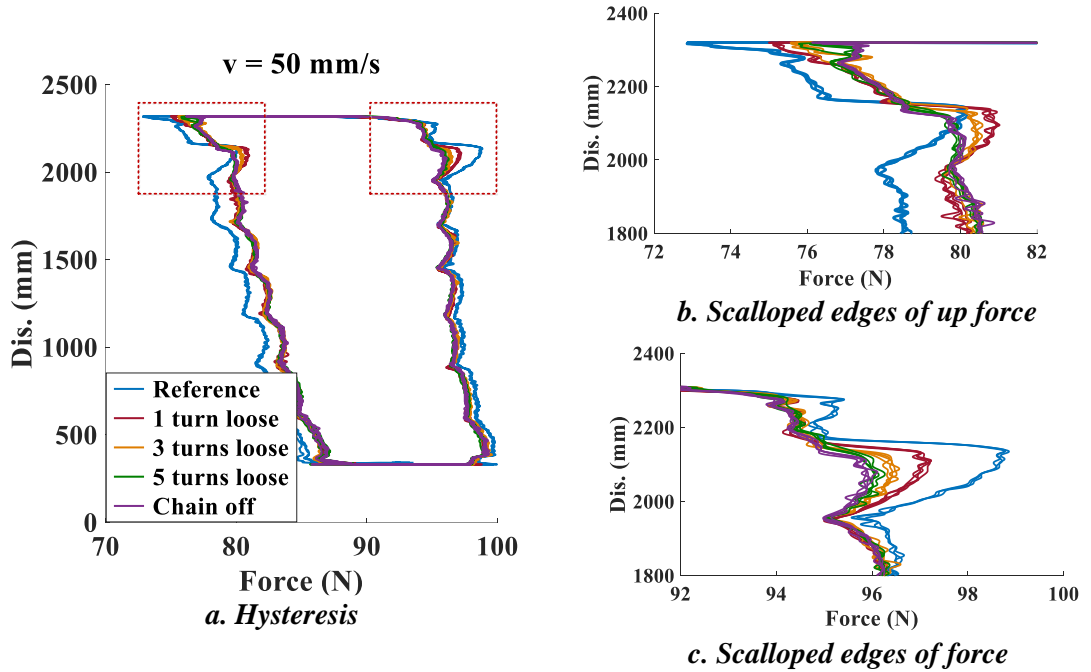 v = 50 mm/s
2500
2000
1500
1000
500
0
Dis. (mm)
Reference
1 turn loose
3 turns loose
5 turns loose
Chain off
70
80
90
100
Force (N)
a. Hysteresis
2400
2200
2000
1800
Dis. (mm)
72
74
76
78
80
82
Force (N)
b. Scalloped edges of up force
2400
2200
2000
1800
Dis. (mm)
92
94
96
98
100
Force (N)
c. Scalloped edges of force